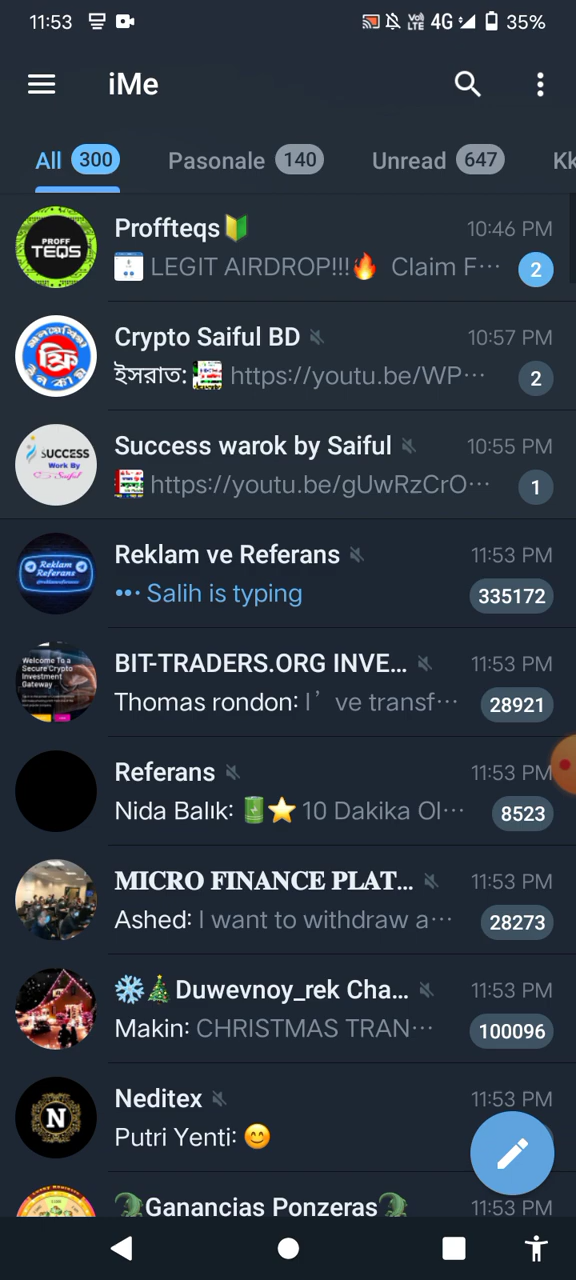 11:53 Vo) LTE 4G 35%
iMe
All 300 Pasonale 140 Unread 647 Kk
Proffteqs🔰 10:46 PM
LEGIT AIRDROP!!!🔥 Claim F··· 2
PROFF
TEQS
Crypto Saiful BD 10:57 PM
ইসরাত: https://youtu.be/WP··· 2
ফ্রি
Success warok by Saiful 10:55 PM
https://youtu.be/gUwRzCrO··· 1
SUCCESS
Work By
Saiful
Reklam ve Referans 11:53 PM
••• Salih is typing 335172
Reklam
Referans
BIT-TRADERS.ORG INVE... 11:53 PM
Thomas rondon: I’ve transf··· 28921
Welcome To a
Secure Crypto
Investment
Gateway
Referans 11:53 PM
Nida Balık: 🔋⭐ 10 Dakika Ol··· 8523
𝐌𝐈𝐂𝐑𝐎 𝐅𝐈𝐍𝐀𝐍𝐂𝐄 𝐏𝐋𝐀𝐓... 11:53 PM
Ashed: I want to withdraw a··· 28273
❄️🎄Duwevnoy_rek Cha... 11:53 PM
Makin: CHRISTMAS TRAN··· 100096
Neditex 11:53 PM
Putri Yenti: 😊
N
🐊Ganancias Ponzeras🐊 11:53 PM